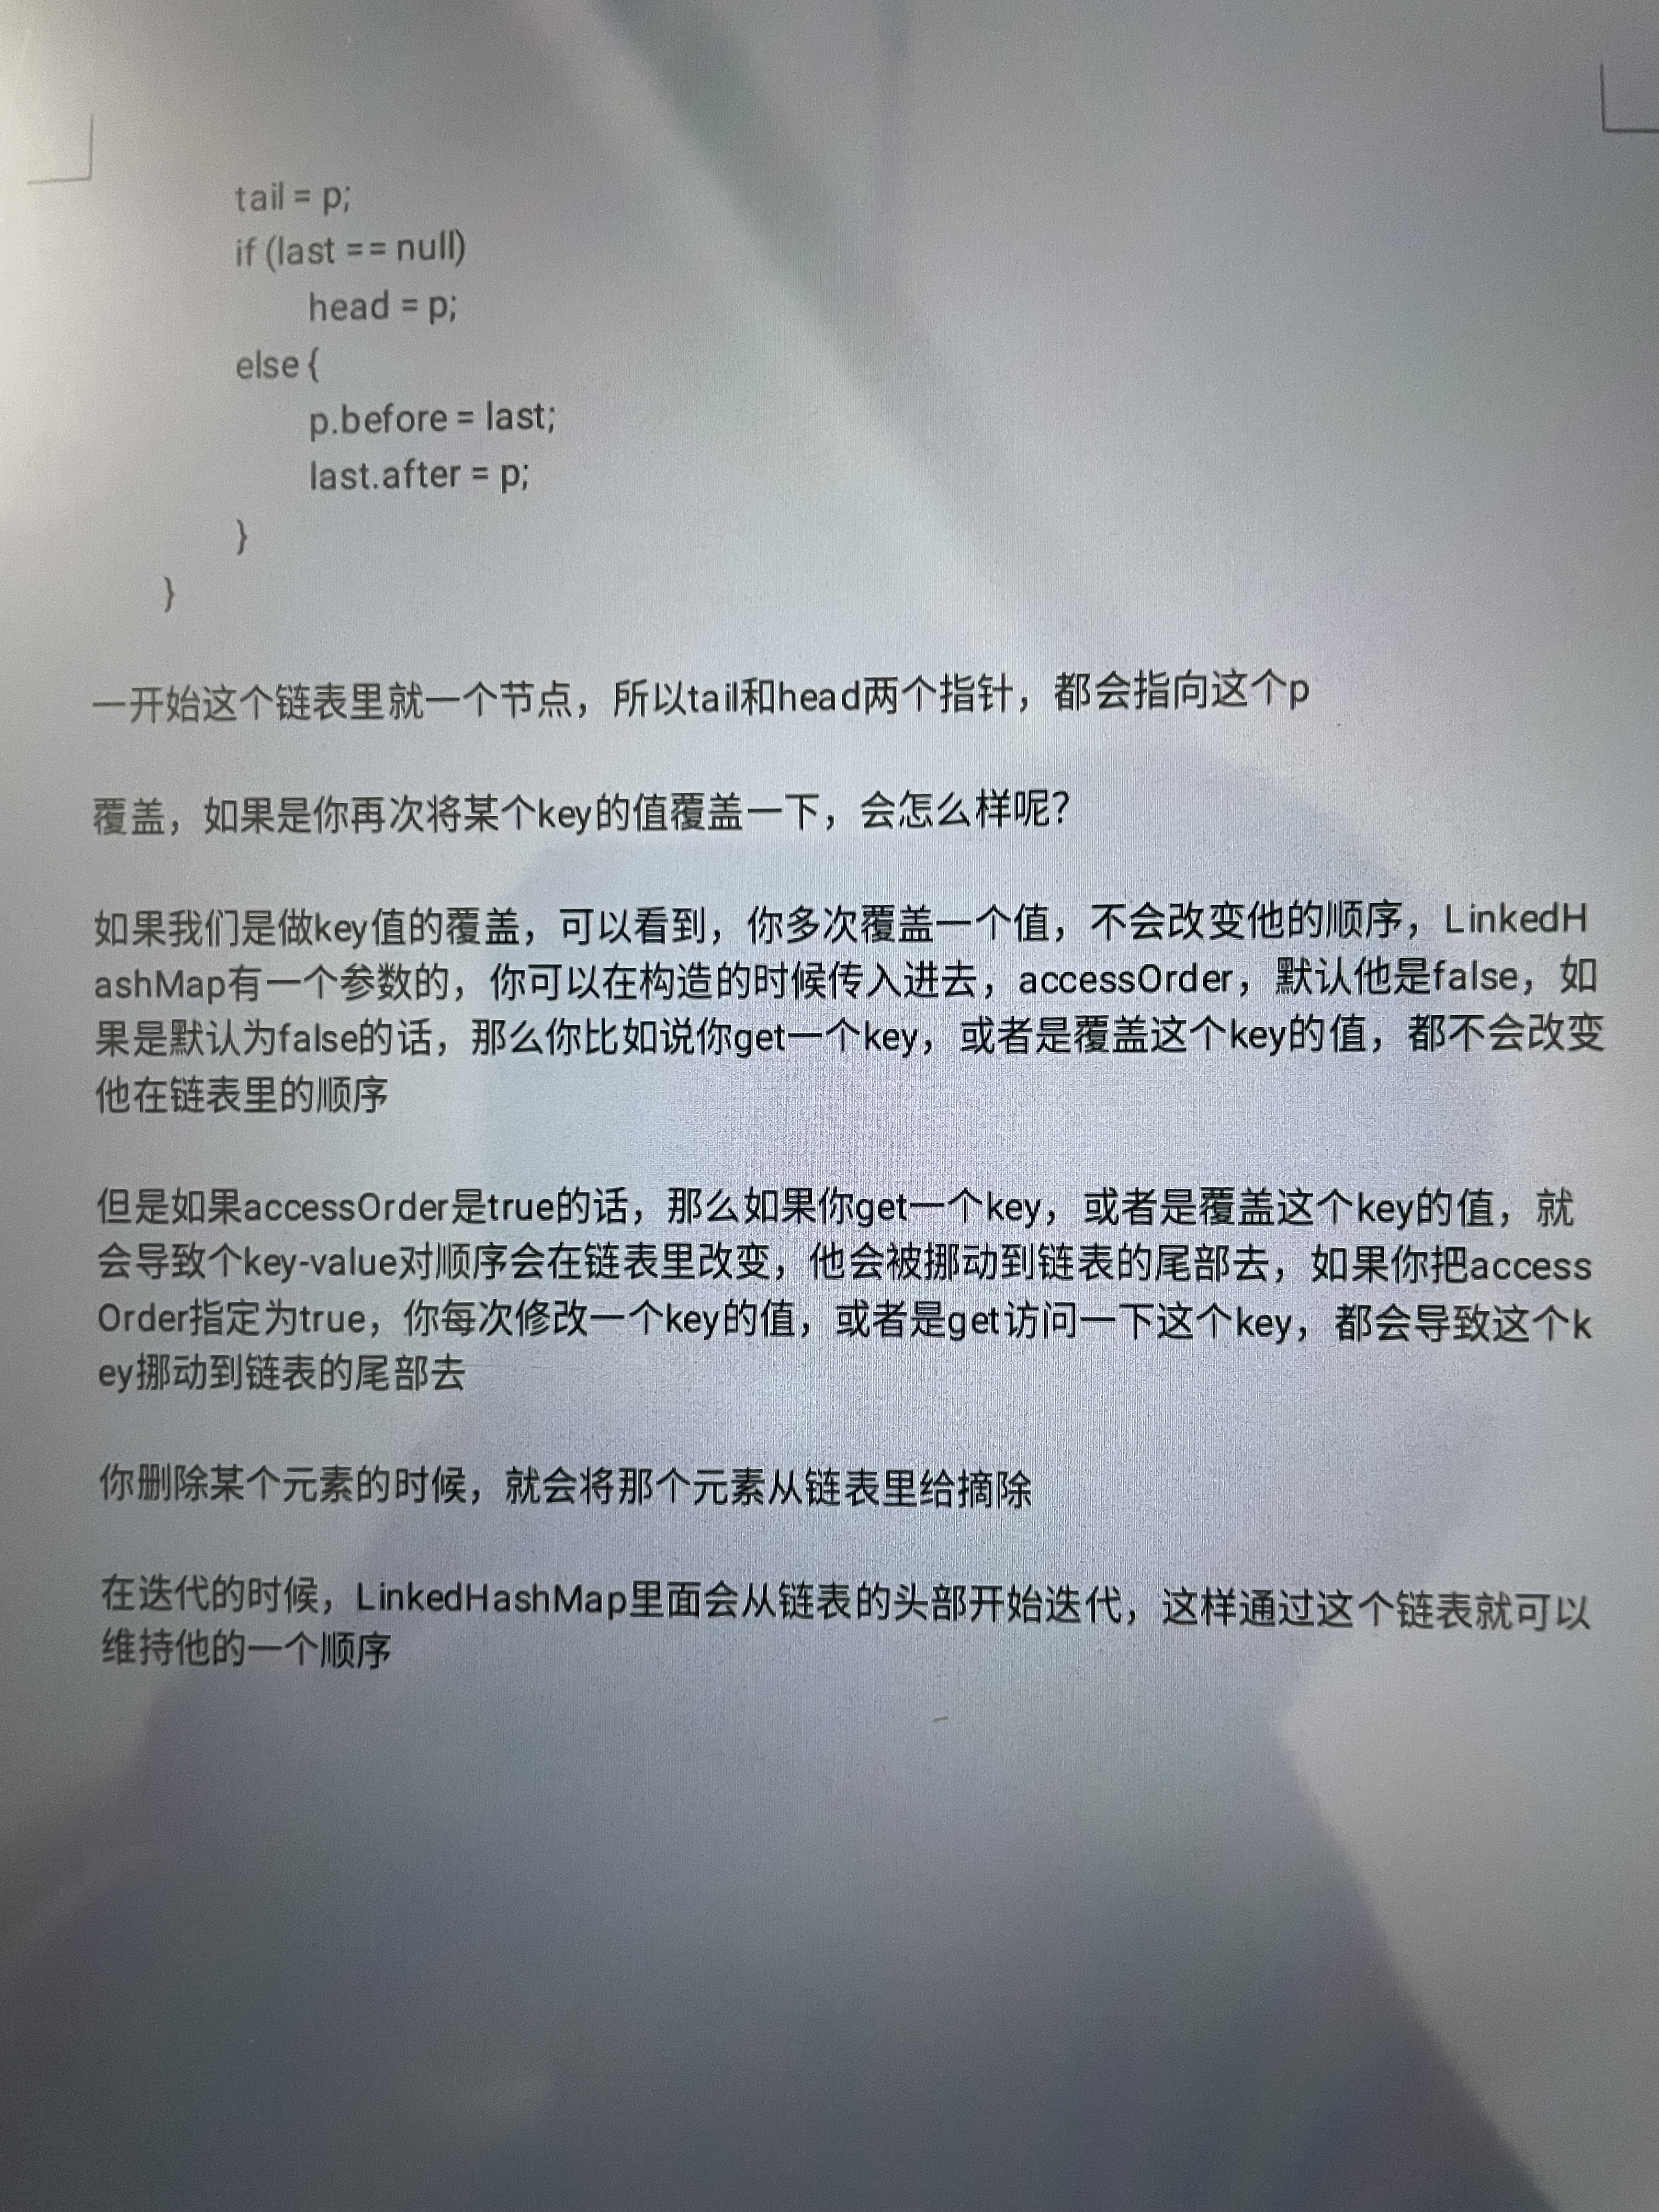 tail = p;
if (last == null)
head = p;
else {
p.before = last;
last.after = p;
}
}
一开始这个链表里就一个节点，所以tail和head两个指针，都会指向这个p
覆盖，如果是你再次将某个key的值覆盖一下，会怎么样呢？
如果我们是做key值的覆盖，可以看到，你多次覆盖一个值，不会改变他的顺序，LinkedH
ashMap有一个参数的，你可以在构造的时候传入进去，accessOrder，默认他是false，如
果是默认为false的话，那么你比如说你get一个key，或者是覆盖这个key的值，都不会改变
他在链表里的顺序
但是如果accessOrder是true的话，那么如果你get一个key，或者是覆盖这个key的值，就
会导致个key-value对顺序会在链表里改变，他会被挪动到链表的尾部去，如果你把access
Order指定为true，你每次修改一个key的值，或者是get访问一下这个key，都会导致这个k
ey挪动到链表的尾部去
你删除某个元素的时候，就会将那个元素从链表里给摘除
在迭代的时候，LinkedHashMap里面会从链表的头部开始迭代，这样通过这个链表就可以
维持他的一个顺序